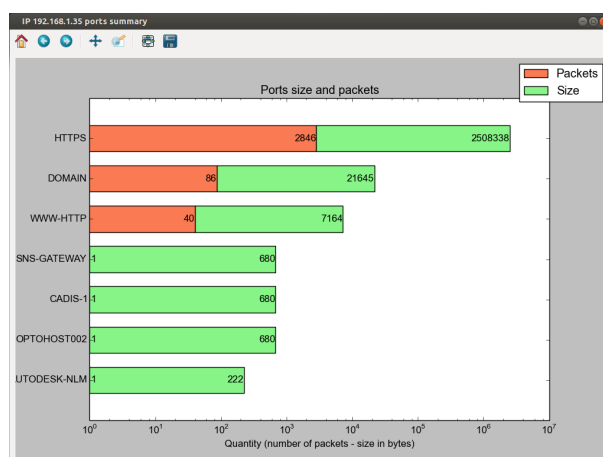 IP 192.168.1.35 ports summary
Packets
Size
Ports size and packets
HTTPS 2846 2508338
DOMAIN 86 21645
WWW-HTTP 40 7164
SNS-GATEWAY 1 680
CADIS-1 1 680
OPTOHOST002 1 680
UTODESK-NLM 1 222
10^0 10^1 10^2 10^3 10^4 10^5 10^6 10^7
Quantity (number of packets - size in bytes)